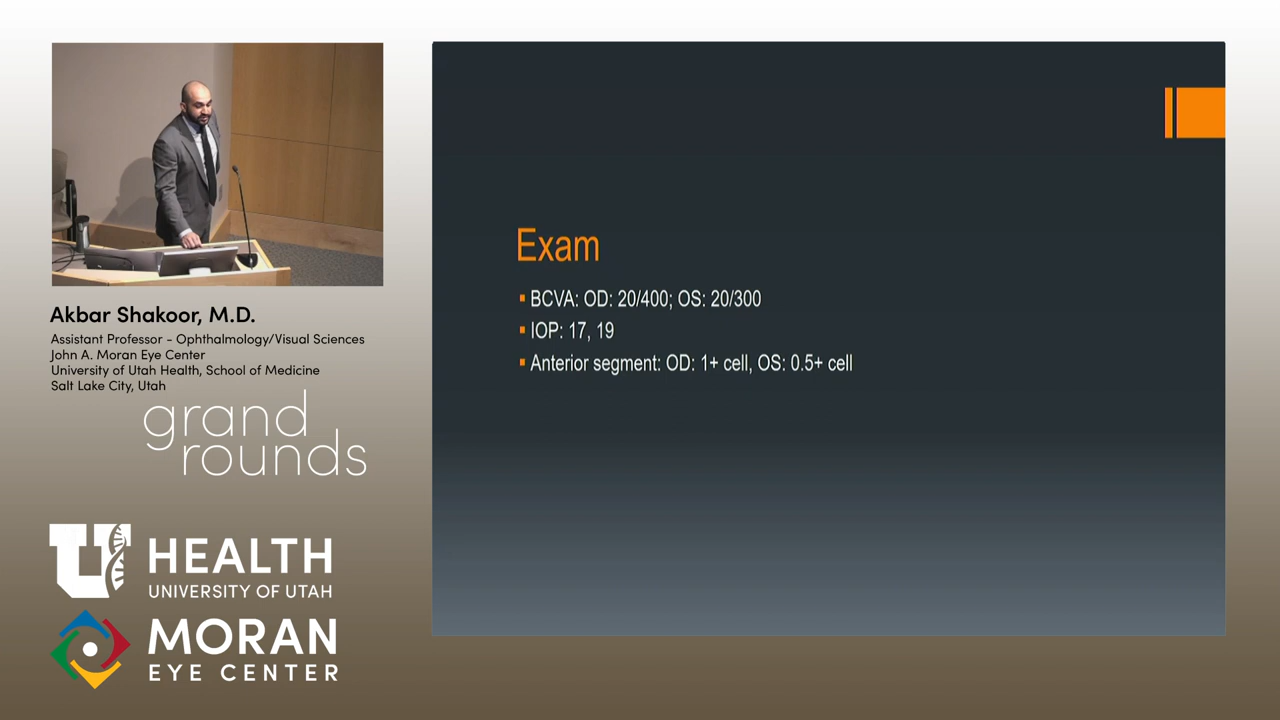 Akbar Shakoor, M.D.
Assistant Professor - Ophthalmology/Visual Sciences
John A. Moran Eye Center
University of Utah Health, School of Medicine
Salt Lake City, Utah
grand
rounds
U HEALTH
UNIVERSITY OF UTAH
MORAN
EYE CENTER
Exam
BCVA: OD: 20/400; OS: 20/300
IOP: 17, 19
Anterior segment: OD: 1+ cell, OS: 0.5+ cell